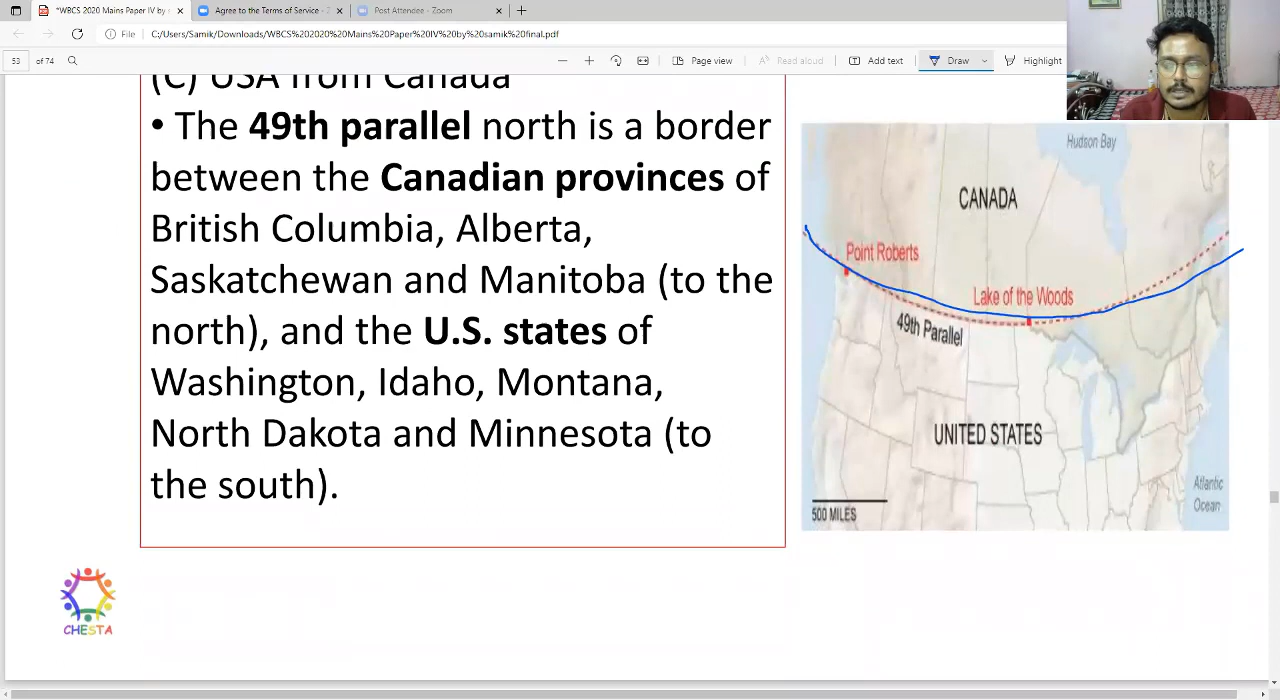 *WBCS 2020 Mains Paper IV by s
Agree to the Terms of Service - Z
Post Attendee - Zoom
File
C:/Users/Samik/Downloads/WBCS%202020%20Mains%20Paper%20IV%20by%20samik%20final.pdf
53 of 74
Page view
Read aloud
Add text
Draw
Highlight
(C) USA from Canada
• The 49th parallel north is a border
between the Canadian provinces of
British Columbia, Alberta,
Saskatchewan and Manitoba (to the
north), and the U.S. states of
Washington, Idaho, Montana,
North Dakota and Minnesota (to
the south).
Hudson Bay
CANADA
Point Roberts
Lake of the Woods
49th Parallel
UNITED STATES
Atlantic
Ocean
500 MILES
CHESTA